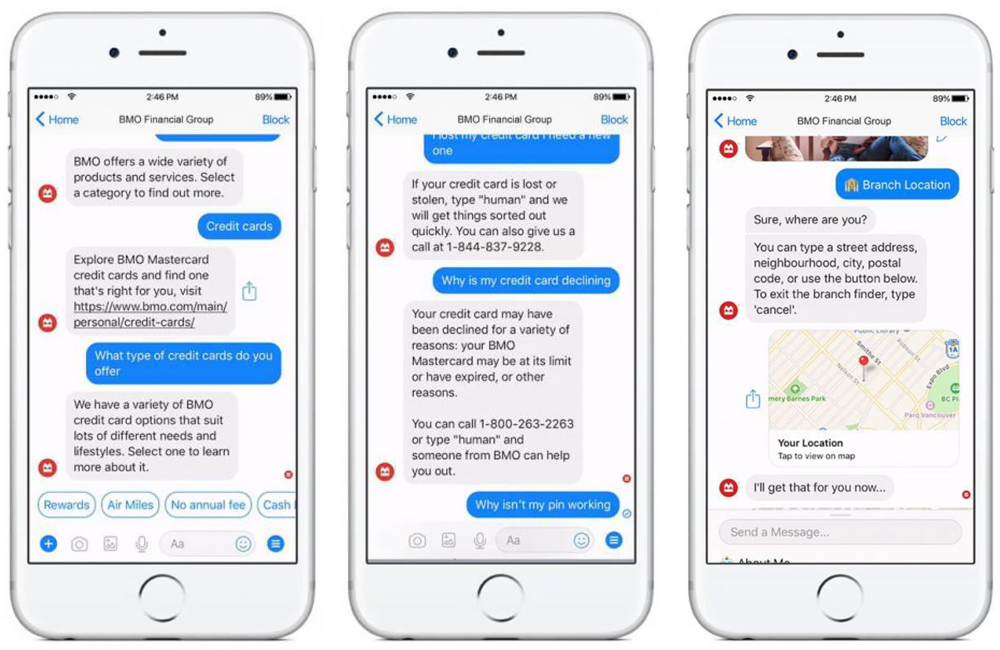 2:46 PM
89%
Home
BMO Financial Group
Block
BMO offers a wide variety of
products and services. Select
a category to find out more.
Credit cards
Explore BMO Mastercard
credit cards and find one
that's right for you, visit
https://www.bmo.com/main/
personal/credit-cards/
What type of credit cards do you
offer
We have a variety of BMO
credit card options that suit
lots of different needs and
lifestyles. Select one to learn
more about it.
Rewards
Air Miles
No annual fee
Cash
Aa
2:46 PM
89%
Home
BMO Financial Group
Block
I lost my credit card I need a new
one
If your credit card is lost or
stolen, type "human" and we
will get things sorted out
quickly. You can also give us a
call at 1-844-837-9228.
Why is my credit card declining
Your credit card may have
been declined for a variety of
reasons: your BMO
Mastercard may be at its limit
or have expired, or other
reasons.
You can call 1-800-263-2263
or type "human" and
someone from BMO can help
you out.
Why isn't my pin working
Aa
2:46 PM
89%
Home
BMO Financial Group
Block
Branch Location
Sure, where are you?
You can type a street address,
neighbourhood, city, postal
code, or use the button below.
To exit the branch finder, type
'cancel'.
Public Library
Smithe St
Robson St
1A
Nelson St
Expo Blvd
mery Barnes Park
BC Pl
Parq Vancouver
Your Location
Tap to view on map
I'll get that for you now...
Send a Message...
About Me